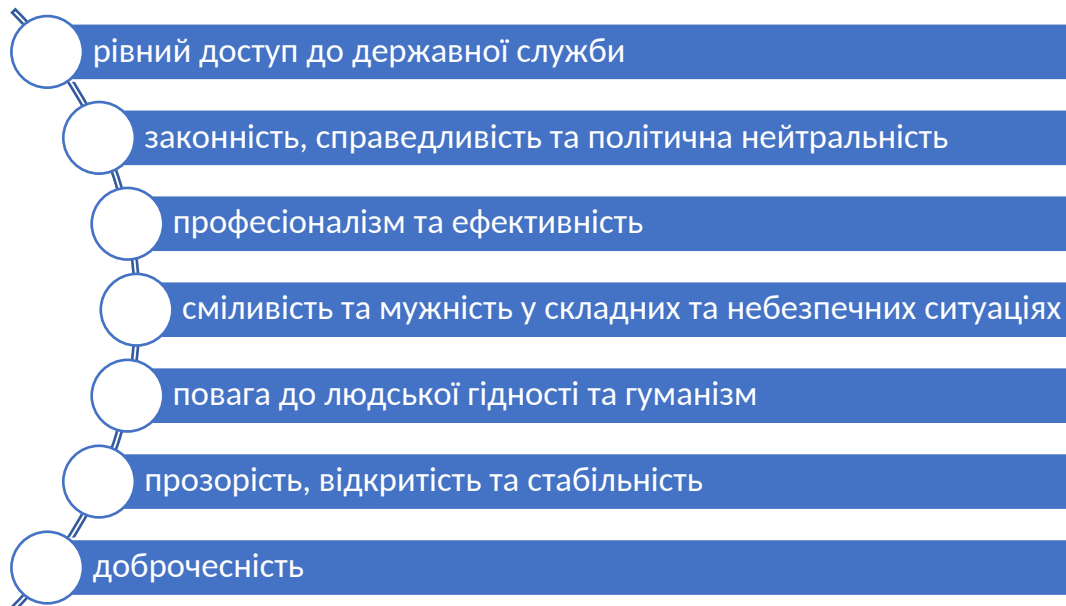 рівний доступ до державної служби
законність, справедливість та політична нейтральність
професіоналізм та ефективність
сміливість та мужність у складних та небезпечних ситуаціях
повага до людської гідності та гуманізм
прозорість, відкритість та стабільність
доброчесність